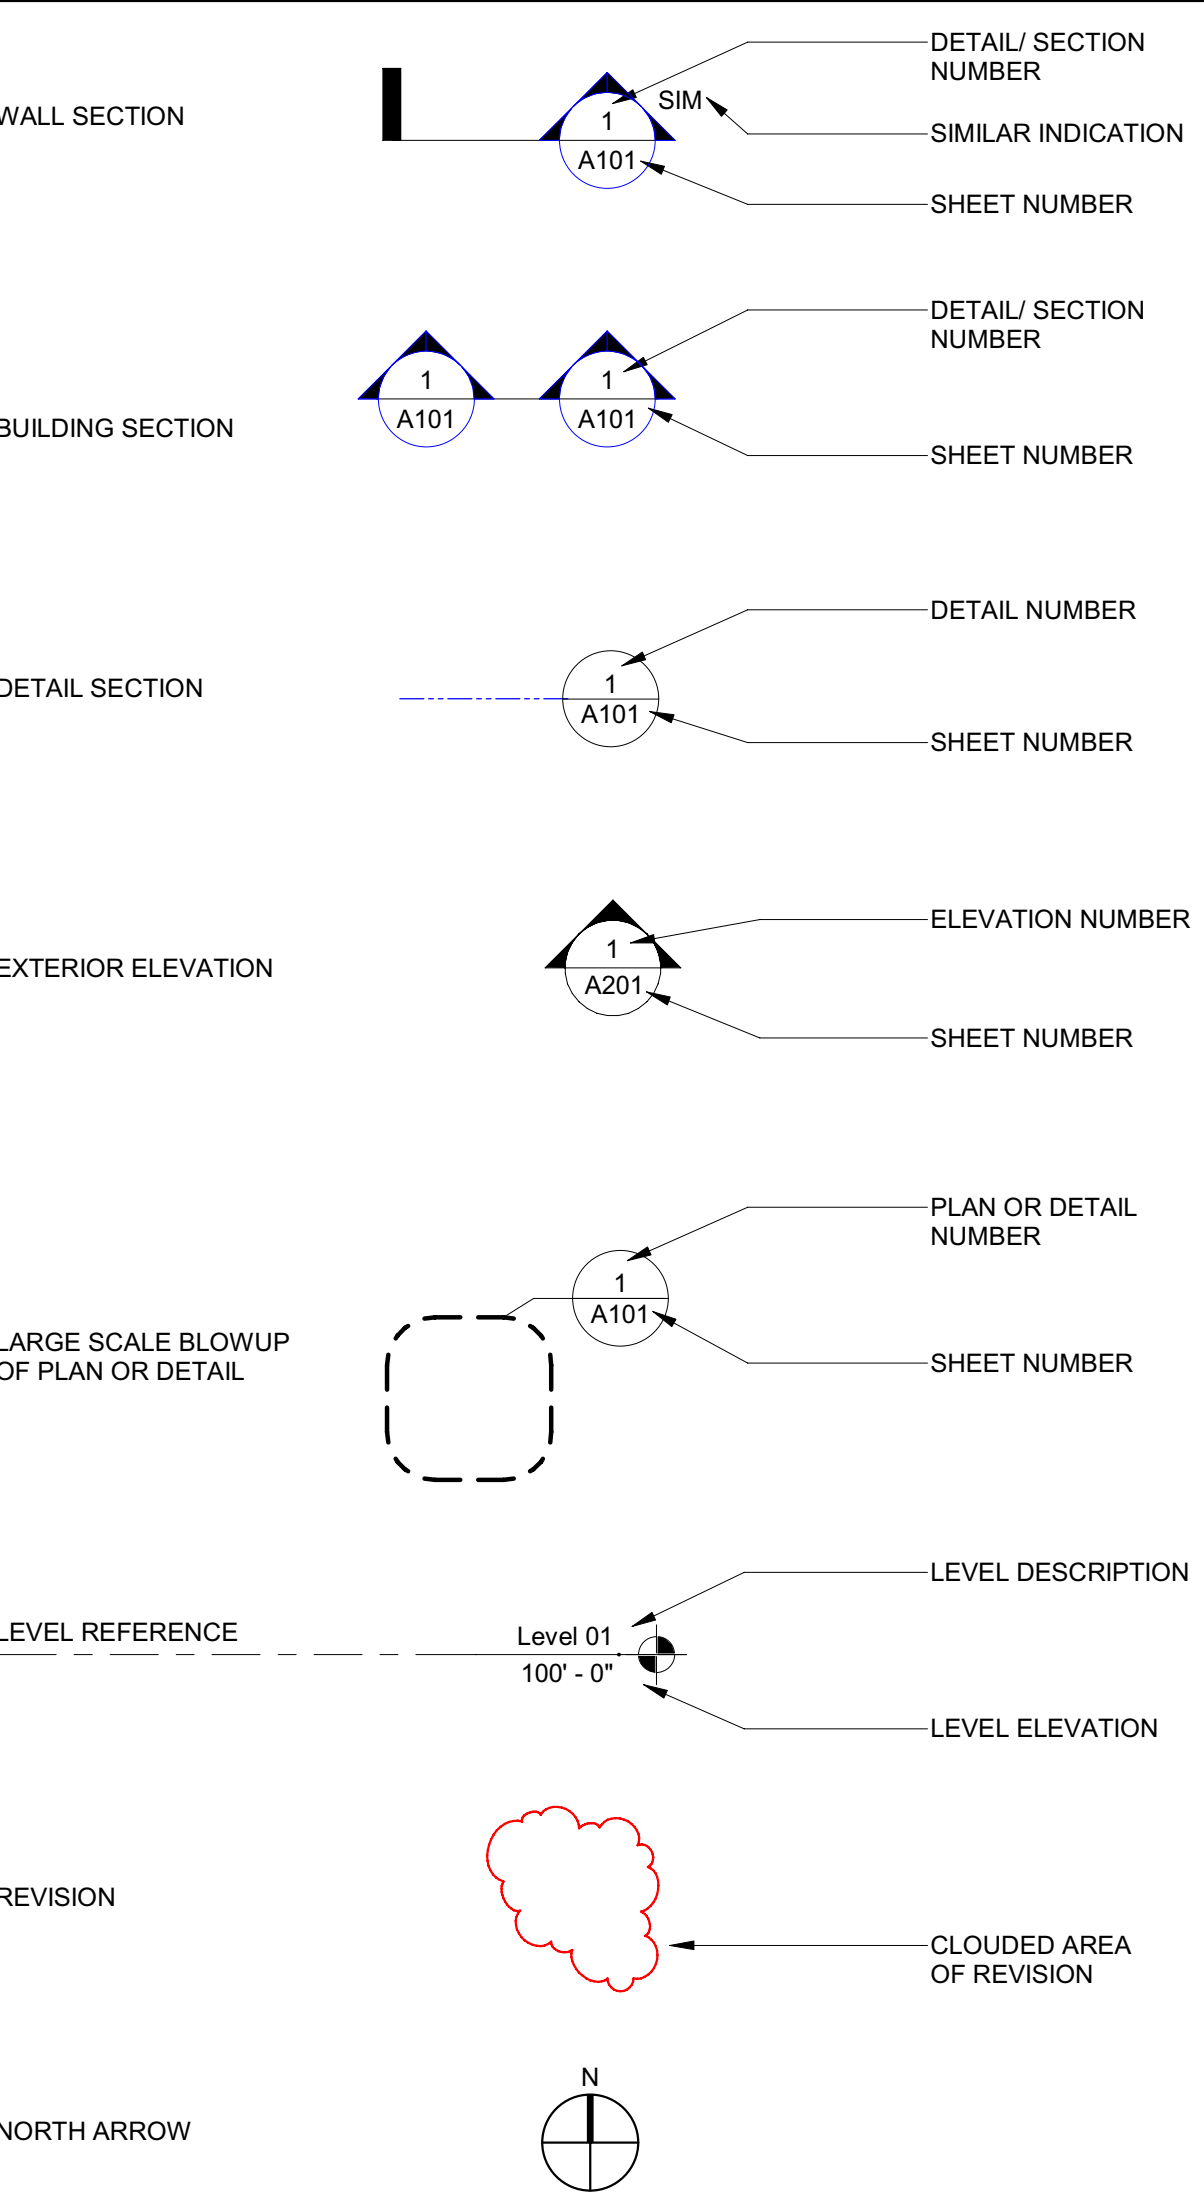 DETAIL/ SECTION
NUMBER
WALL SECTION
SIM
1
SIMILAR INDICATION
A101
SHEET NUMBER
DETAIL/ SECTION
NUMBER
1
1
BUILDING SECTION
A101
A101
SHEET NUMBER
DETAIL NUMBER
DETAIL SECTION
1
A101
SHEET NUMBER
ELEVATION NUMBER
EXTERIOR ELEVATION
1
A201
SHEET NUMBER
PLAN OR DETAIL
NUMBER
1
A101
LARGE SCALE BLOWUP
OF PLAN OR DETAIL
SHEET NUMBER
LEVEL DESCRIPTION
LEVEL REFERENCE
Level 01
100' - 0"
LEVEL ELEVATION
REVISION
CLOUDED AREA
OF REVISION
N
NORTH ARROW